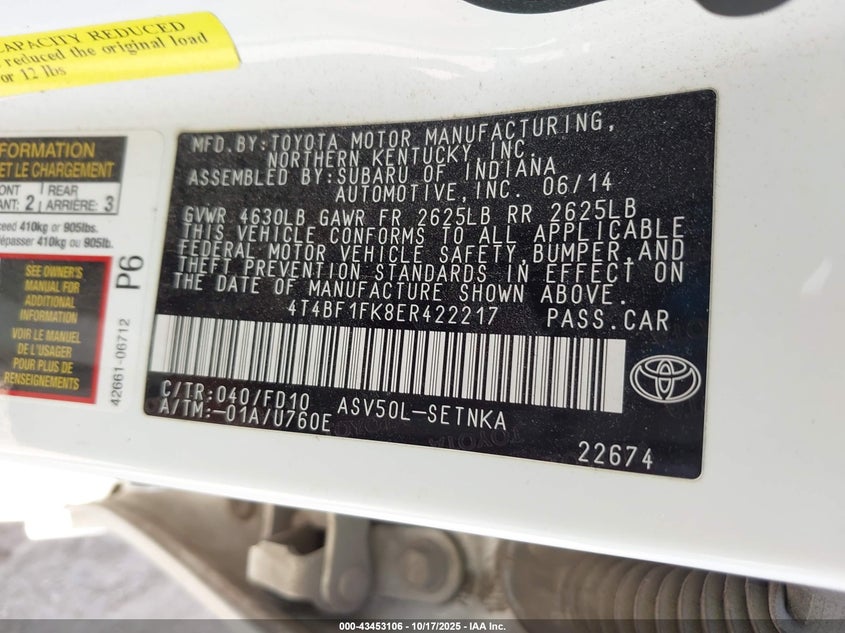 CAPACITY REDUCED
reduced the original load
or 12 lbs
FORMATION
ET LE CHARGEMENT
2 REAR
ARRIÈRE: 3
ceed 410kg or 905lbs.
dépasser 410kg ou 905lb.
SEE OWNER'S
MANUAL FOR
ADDITIONAL
INFORMATION
VOIR LE MANUEL
DE L'USAGER
POUR PLUS DE
RENSEIGNEMENTS
P6
42661-06712
MFD.BY:TOYOTA MOTOR MANUFACTURING,
NORTHERN KENTUCKY, INC.
ASSEMBLED BY:SUBARU OF INDIANA
AUTOMOTIVE,INC. 06/14
GVWR 4630LB GAWR FR 2625LB RR 2625LB
THIS VEHICLE CONFORMS TO ALL APPLICABLE
FEDERAL MOTOR VEHICLE SAFETY,BUMPER,AND
THEFT PREVENTION STANDARDS IN EFFECT ON
THE DATE OF MANUFACTURE SHOWN ABOVE.
4T4BF1FK8ER422217 PASS.CAR
C/TR:040/FD10
A/TM:-01A/U760E
ASV50L-SETNKA
22674
000-43453106 - 10/17/2025 - IAA Inc.